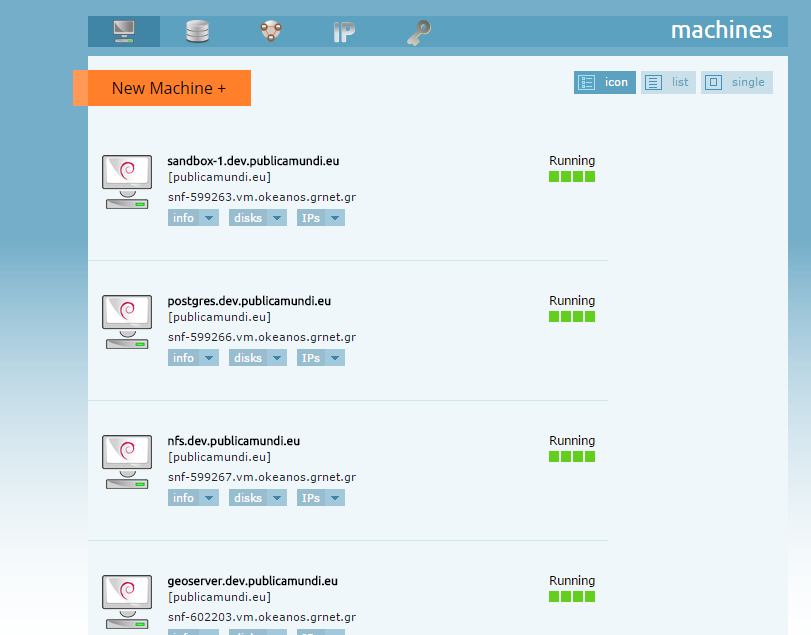 IP
machines
New Machine +
icon
list
single
sandbox-1.dev.publicamundi.eu
Running
[publicamundi.eu]
snf-599263.vm.okeanos.grnet.gr
info
disks
IPs
postgres.dev.publicamundi.eu
Running
[publicamundi.eu]
snf-599266.vm.okeanos.grnet.gr
info
disks
IPs
nfs.dev.publicamundi.eu
Running
[publicamundi.eu]
snf-599267.vm.okeanos.grnet.gr
info
disks
IPs
geoserver.dev.publicamundi.eu
Running
[publicamundi.eu]
snf-602203.vm.okeanos.grnet.gr